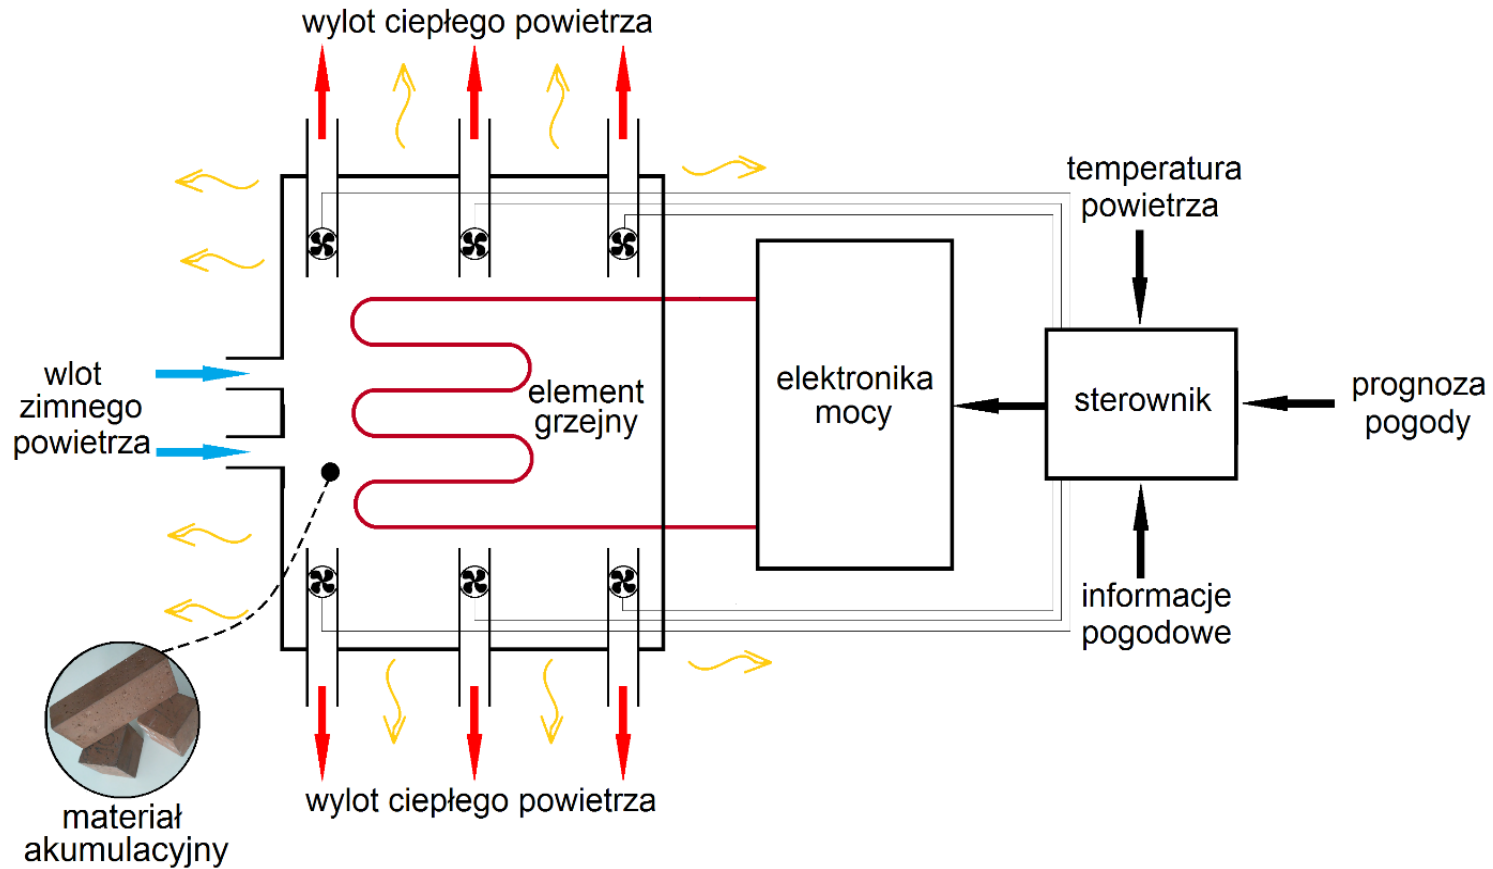 wylot ciepłego powietrza
temperatura
powietrza
wlot
zimnego
powietrza
element
grzejny
elektronika
mocy
sterownik
prognoza
pogody
informacje
pogodowe
wylot ciepłego powietrza
materiał
akumulacyjny